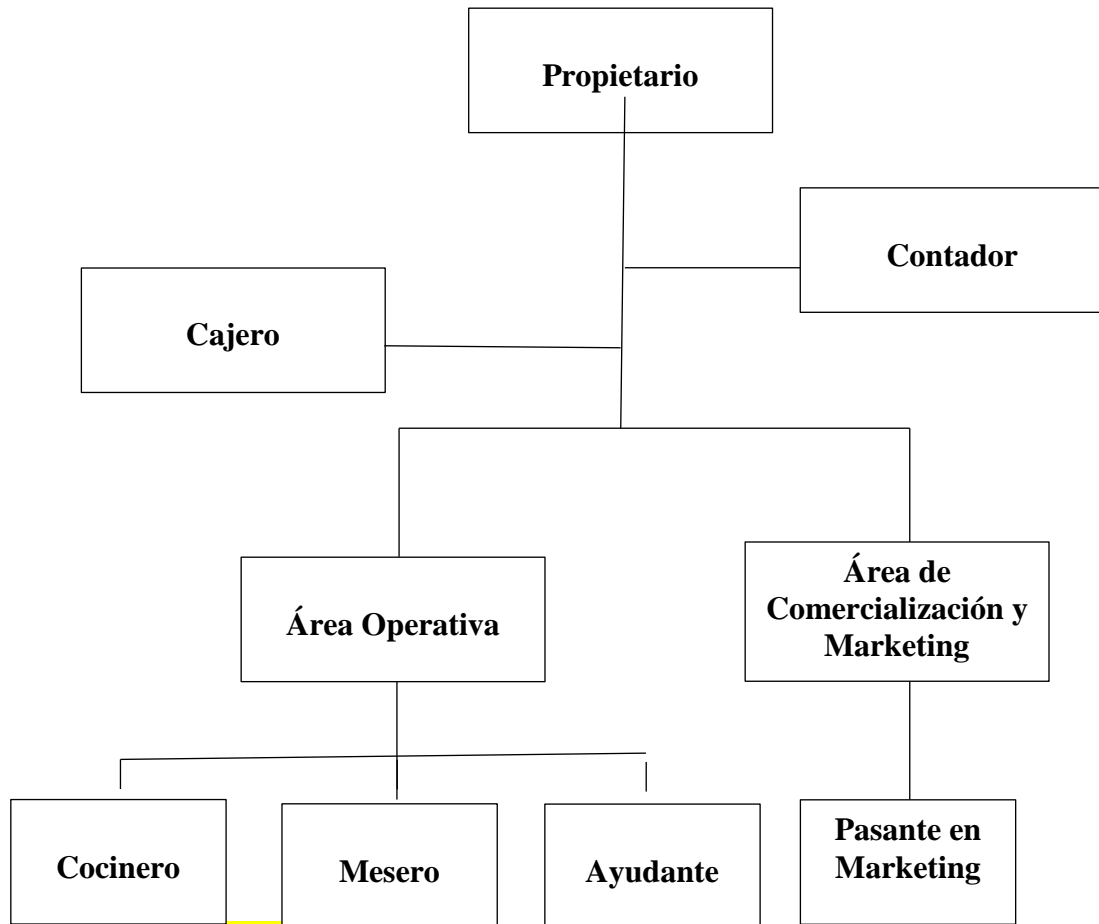 Propietario
Contador
Cajero
Área Operativa
Área de
Comercialización y
Marketing
Cocinero
Mesero
Ayudante
Pasante en
Marketing